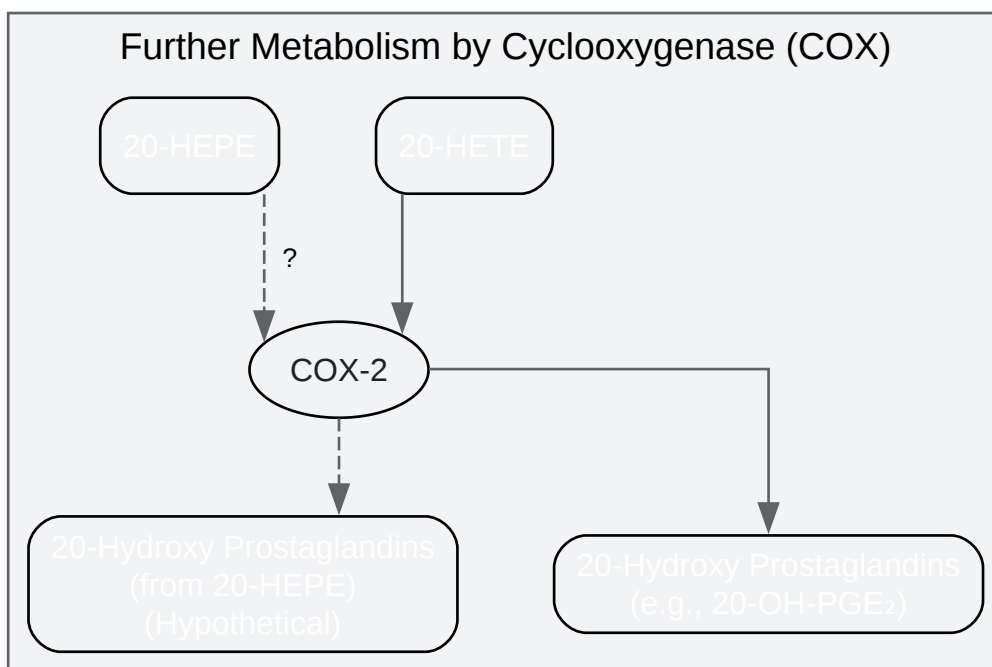 Further Metabolism by Cyclooxygenase (COX)
20-HEPE
20-HETE
?
COX-2
20-Hydroxy Prostaglandins
(from 20-HEPE)
(Hypothetical)
20-Hydroxy Prostaglandins
(e.g., 20-OH-PGE₂)